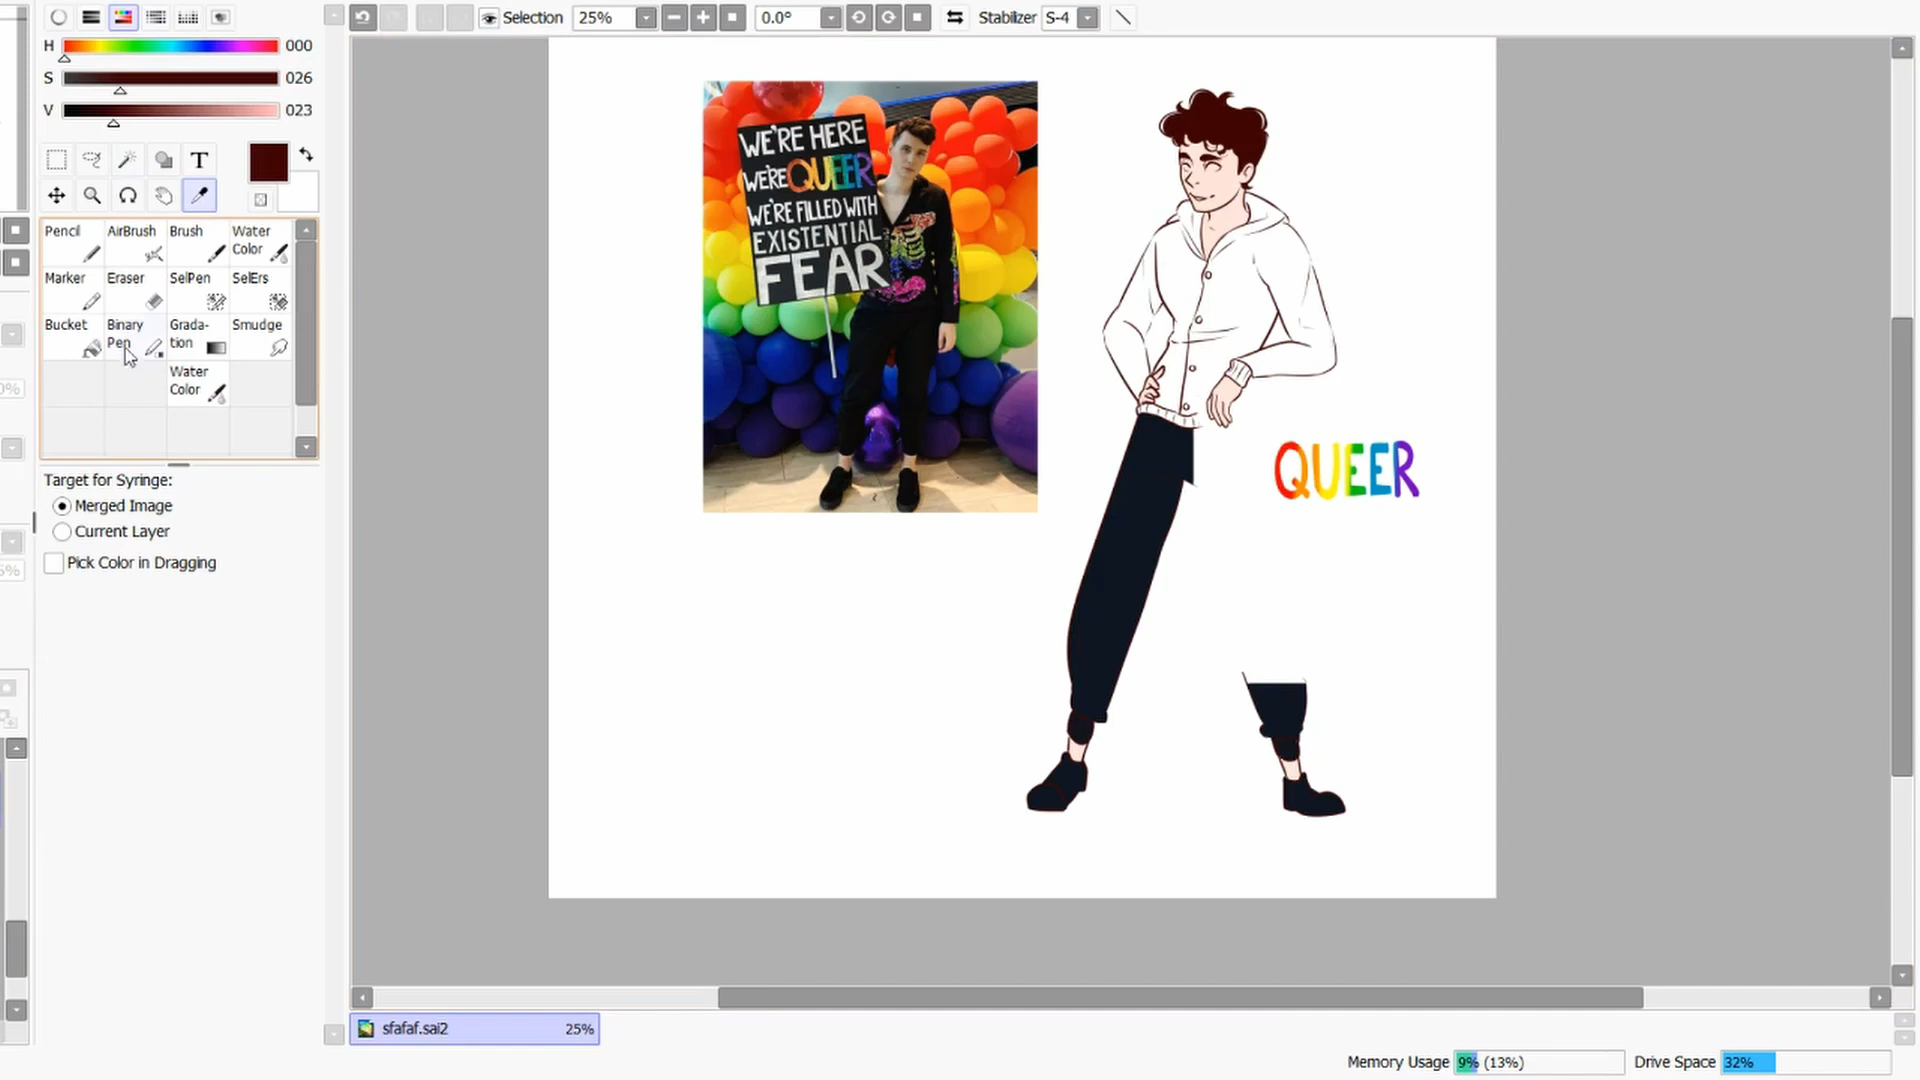 Selection 25% 0.0° Stabilizer S-4
H 000
S 026
V 023
T
Pencil AirBrush Brush Water Color
Marker Eraser SelPen SelErs
Bucket Binary Pen Grada-tion Smudge
Water Color
Target for Syringe:
Merged Image
Current Layer
Pick Color in Dragging
WE'RE HERE
WE'RE QUEER
WE'RE FILLED WITH
EXISTENTIAL
FEAR
QUEER
sfafaf.sai2 25%
Memory Usage 9% (13%) Drive Space 32%